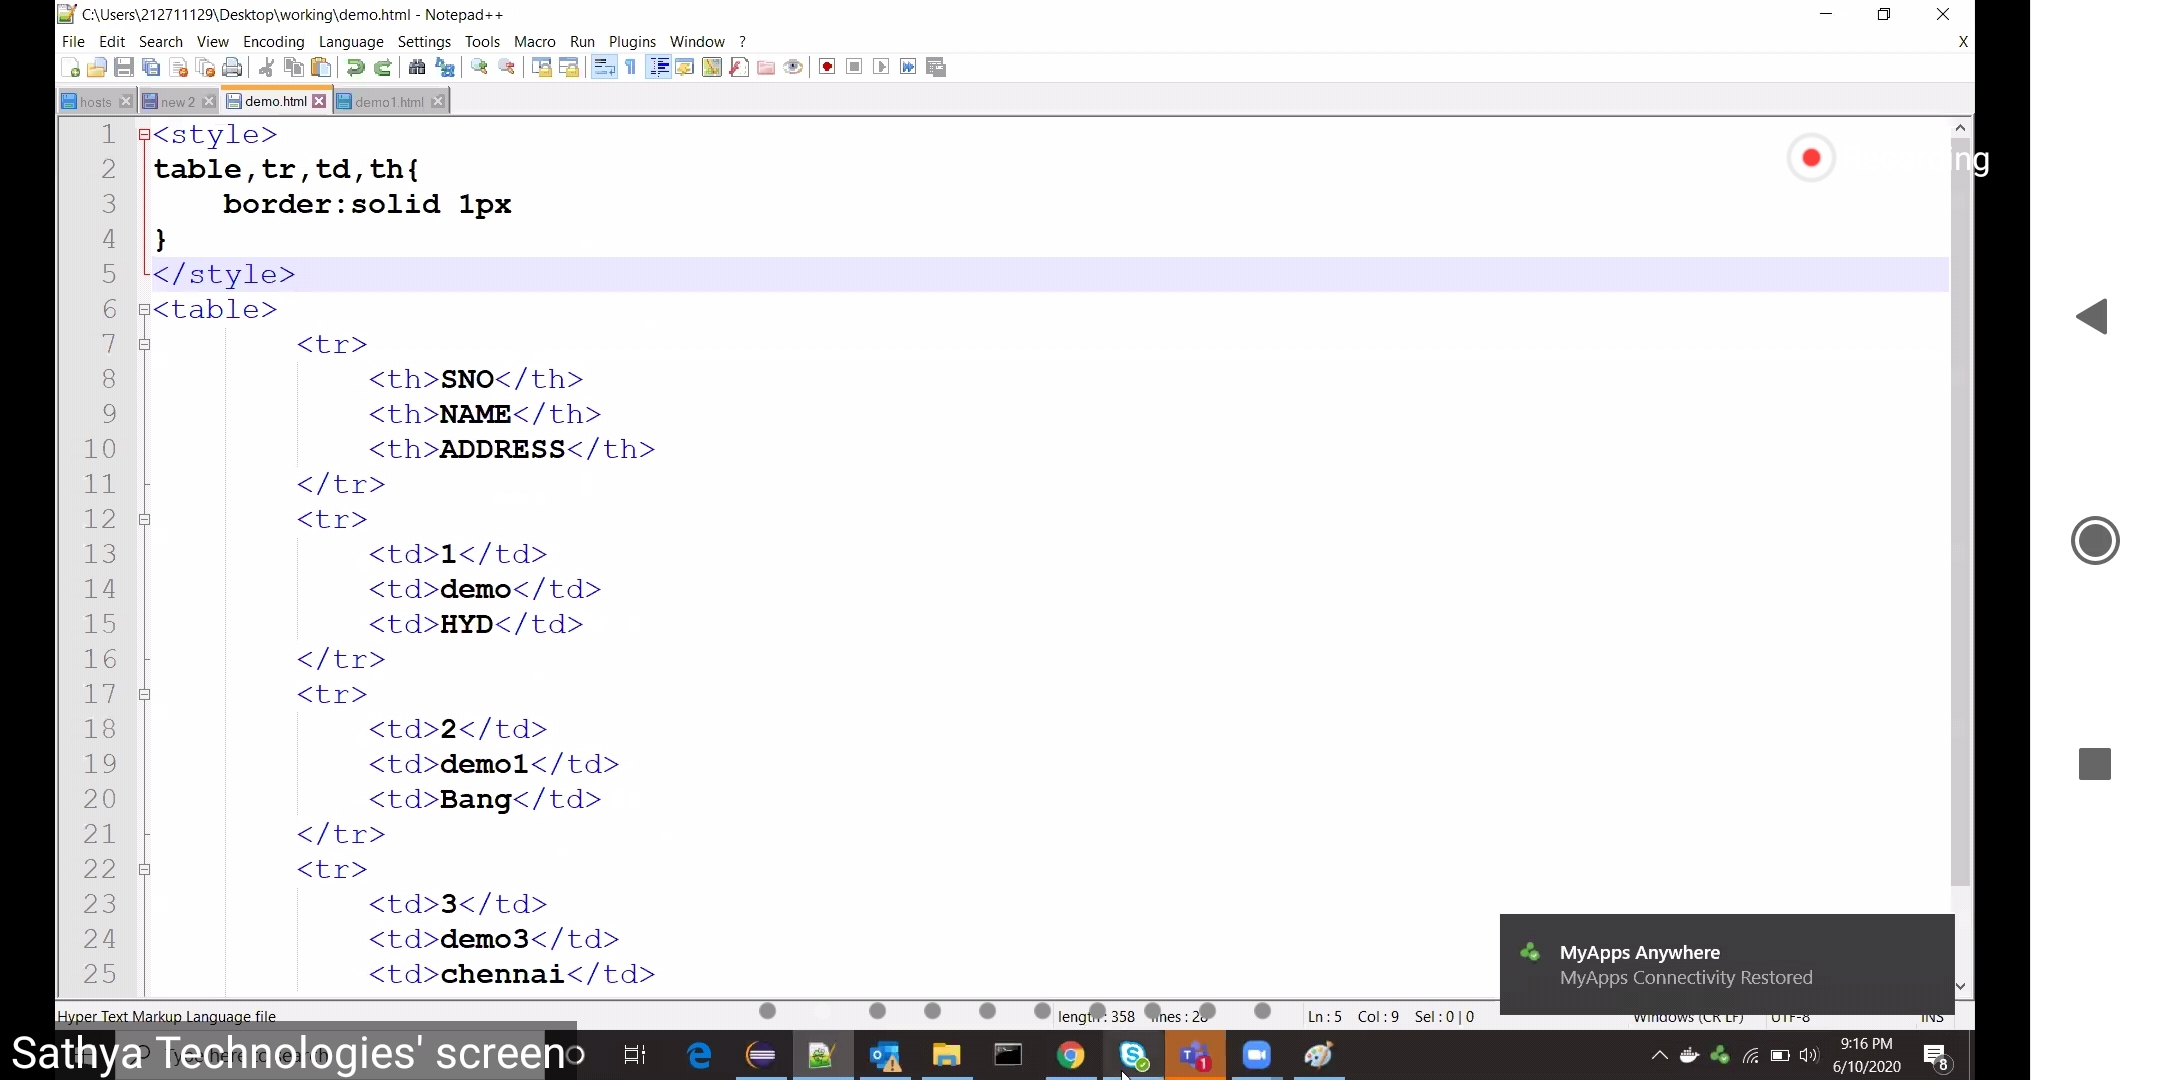 C:\Users\212711129\Desktop\working\demo.html - Notepad++
File Edit Search View Encoding Language Settings Tools Macro Run Plugins Window ? X
hosts new 2 demo.html demo1.html
1 <style>
2 table,tr,td,th{
3 border:solid 1px
4 }
5 </style>
6 <table>
7 <tr>
8 <th>SNO</th>
9 <th>NAME</th>
10 <th>ADDRESS</th>
11 </tr>
12 <tr>
13 <td>1</td>
14 <td>demo</td>
15 <td>HYD</td>
16 </tr>
17 <tr>
18 <td>2</td>
19 <td>demo1</td>
20 <td>Bang</td>
21 </tr>
22 <tr>
23 <td>3</td>
24 <td>demo3</td>
25 <td>chennai</td>
ng
MyApps Anywhere
MyApps Connectivity Restored
Hyper Text Markup Language file 358 Ln : 5 Col : 9 Sel : 0 | 0 Windows (CR LF) UTF-8 INS
Sathya Technologies' screen
9:16 PM
6/10/2020
1
8